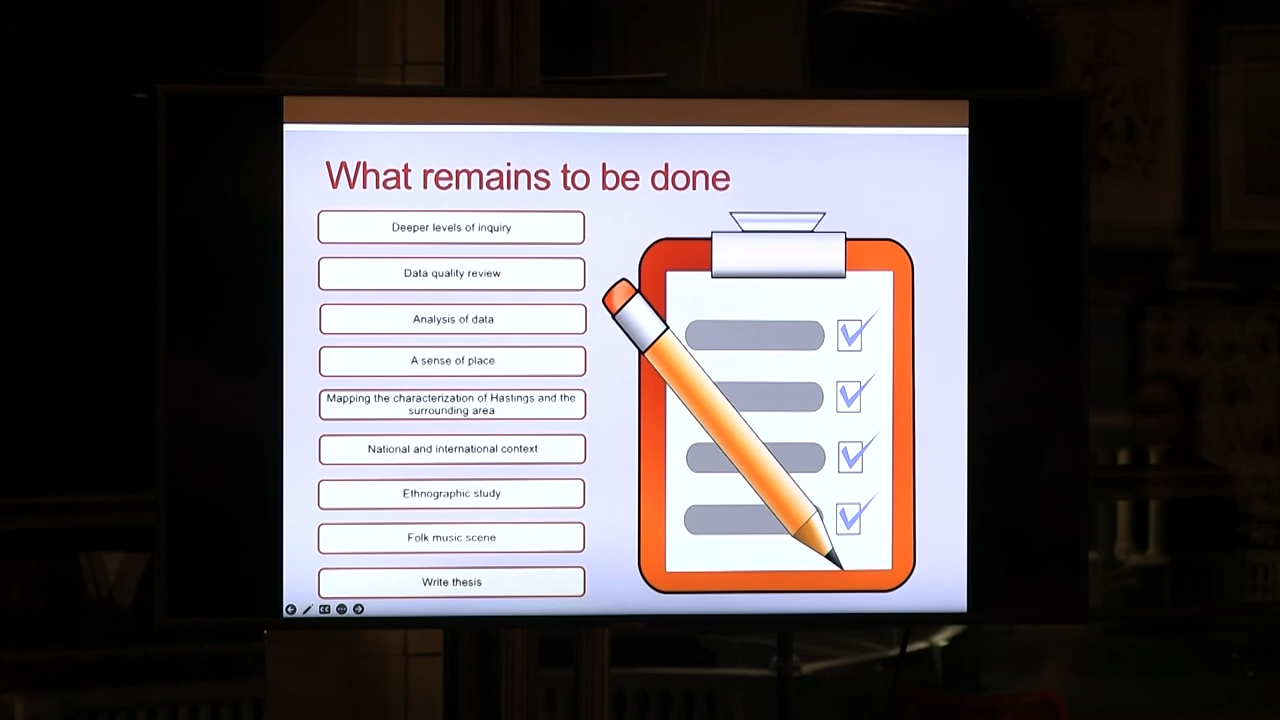 What remains to be done
Deeper levels of inquiry
Data quality review
Analysis of data
A sense of place
Mapping the characterization of Hastings and the
surrounding area
National and international context
Ethnographic study
Folk music scene
Write thesis